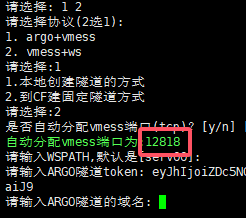 请选择: 1 2
请选择协议(2选1):
1. argo+vmess
2. vmess+ws
请选择:1
1.本地创建隧道的方式
2.到CF建固定隧道方式
请选择:2
是否自动分配vmess端口(tcp)? [y/n] [
自动分配vmess端口为:12818
请输入WSPATH,默认是[serv00]:
请输入ARGO隧道token: eyJhIjoiZDc5NG
aiJ9
请输入ARGO隧道的域名: